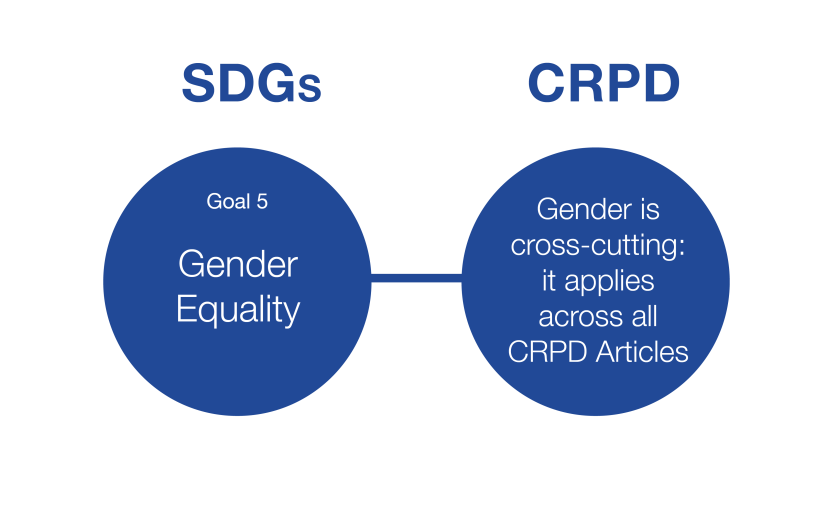 SDGs
CRPD
Goal 5
Gender
Equality
Gender is
cross-cutting:
it applies
across all
CRPD Articles